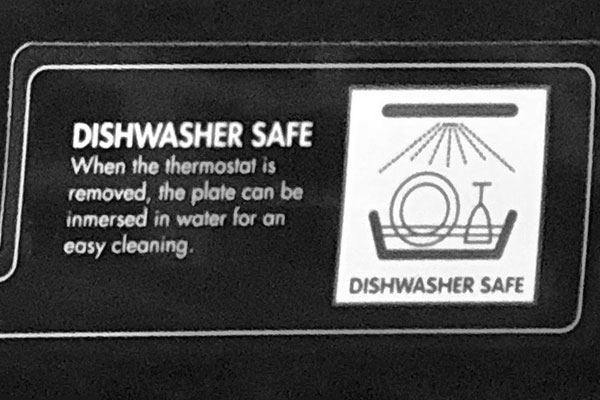 DISHWASHER SAFE
When the thermostat is
removed, the plate can be
inmersed in water for an
easy cleaning.
DISHWASHER SAFE